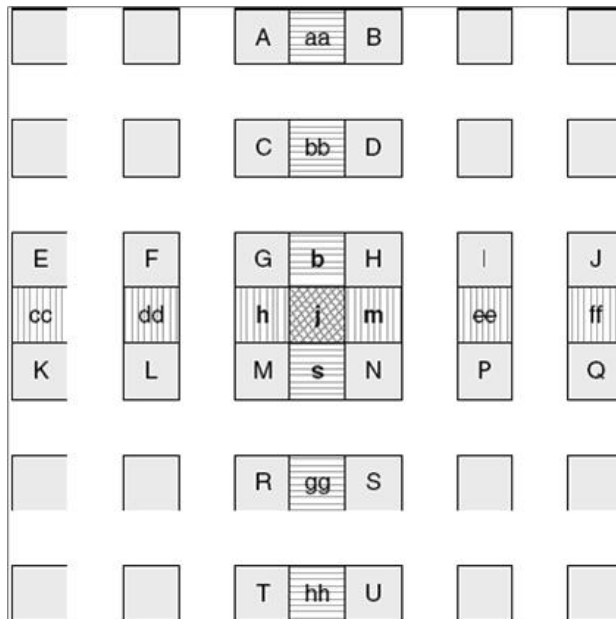 A aa B
C bb D
E F G b H I J
cc dd h j m ee ff
K L M s N P Q
R gg S
T hh U